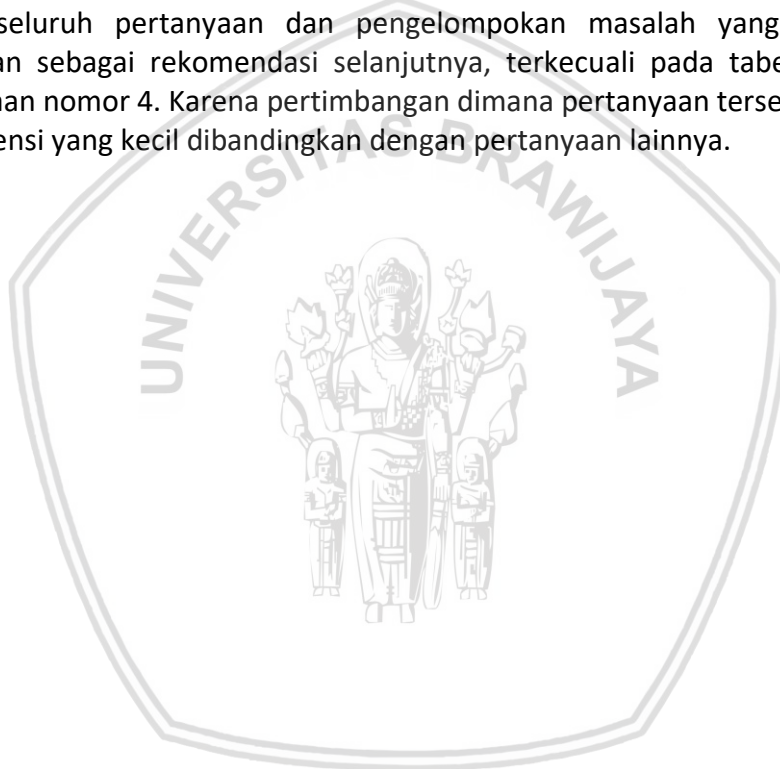 seluruh pertanyaan dan pengelompokan masalah yang
an sebagai rekomendasi selanjutnya, terkecuali pada tabe
nan nomor 4. Karena pertimbangan dimana pertanyaan terse
ensi yang kecil dibandingkan dengan pertanyaan lainnya.
UNIVERSITAS BRAWIJAYA